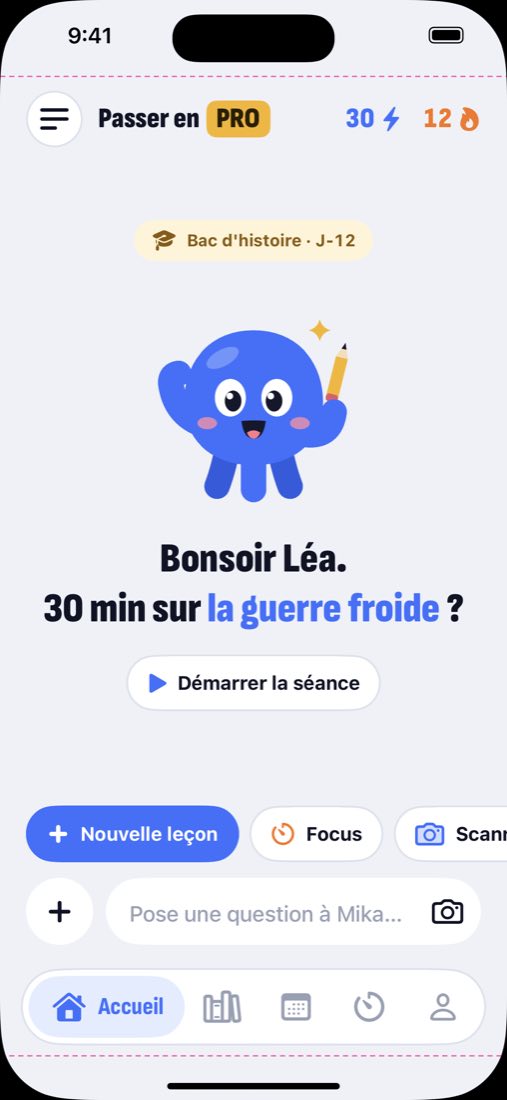 9:41
Passer en PRO
30 12
Bac d'histoire · J-12
Bonsoir Léa.
30 min sur la guerre froide ?
Démarrer la séance
Nouvelle leçon Focus Scann
Pose une question à Mika...
Accueil